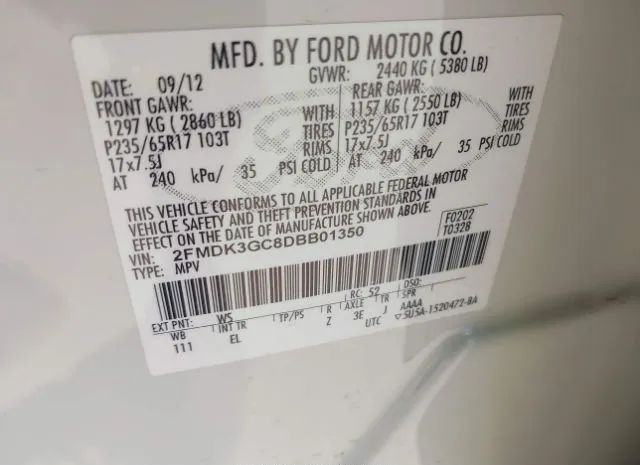 MFD. BY FORD MOTOR CO.
DATE: 09/12 GVWR: 2440 KG ( 5380 LB)
FRONT GAWR: REAR GAWR:
1297 KG ( 2860 LB) WITH 1157 KG ( 2550 LB) WITH
P235/65R17 103T TIRES P235/65R17 103T TIRES
17x7.5J RIMS 17x7.5J RIMS
AT 240 kPa/ 35 PSI COLD AT 240 kPa/ 35 PSI COLD
THIS VEHICLE CONFORMS TO ALL APPLICABLE FEDERAL MOTOR
VEHICLE SAFETY AND THEFT PREVENTION STANDARDS IN
EFFECT ON THE DATE OF MANUFACTURE SHOWN ABOVE.
VIN: 2FMDK3GC8DBB01350 F0202
TYPE: MPV T0328
EXT PNT: WS RC: 52 DSO:
WB INT TR TP/PS R AXLE TR SPR
111 EL Z 3E J AAAA
UTC 5U5A-1520472-BA
Ford